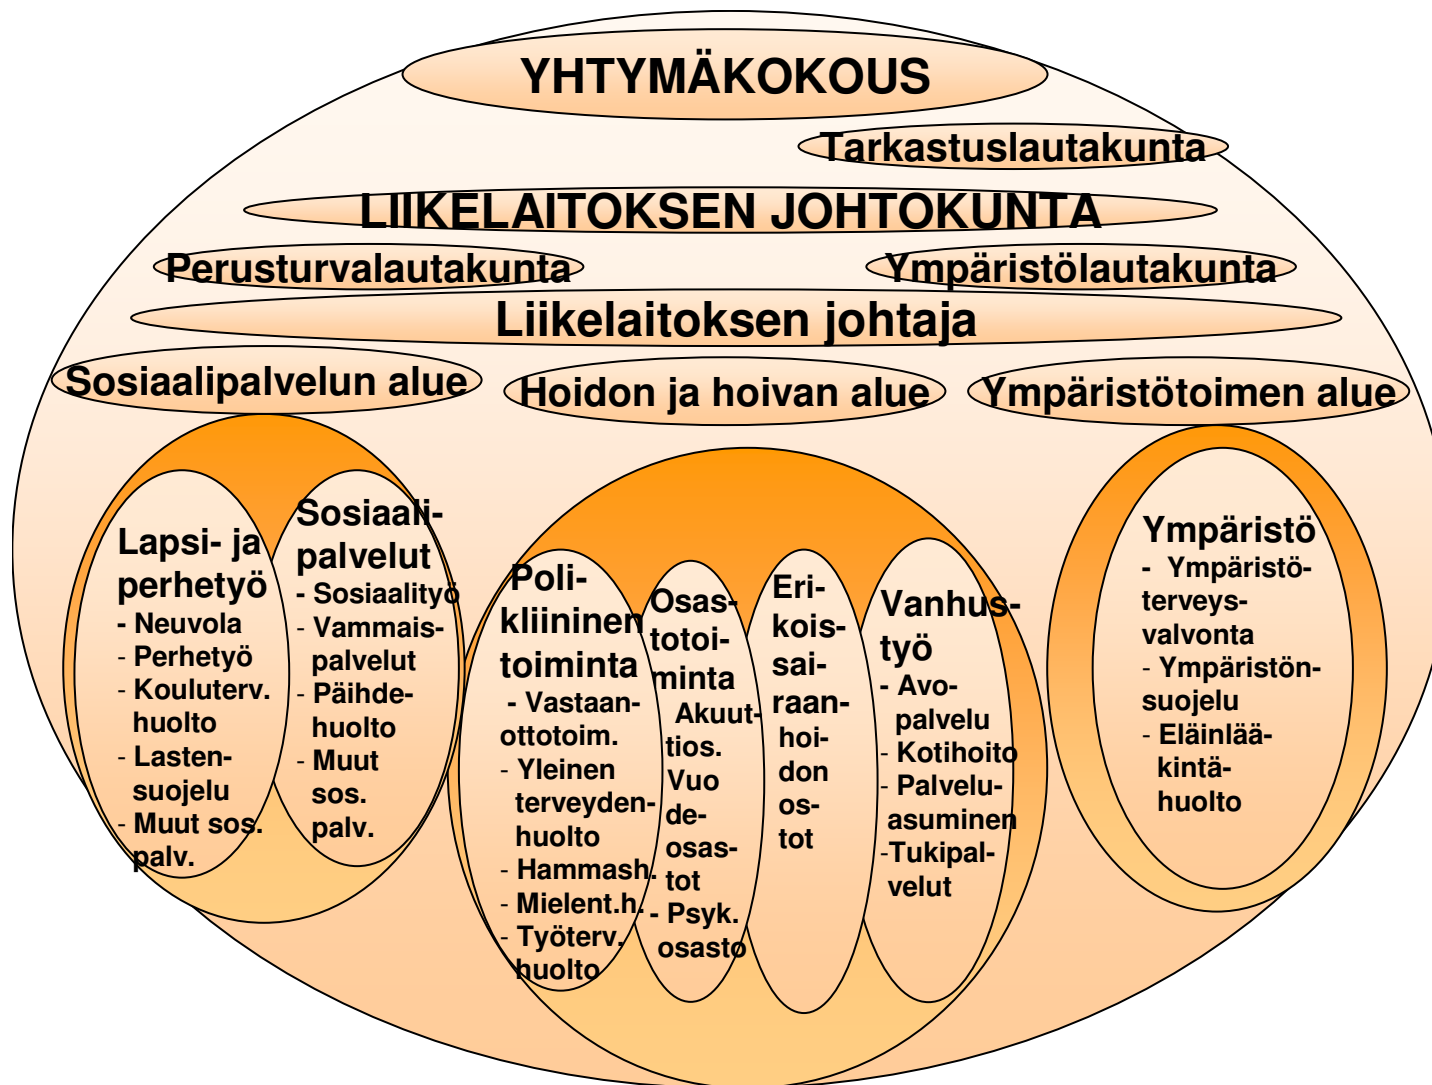 YHTYMÄKOKOUS
Tarkastuslautakunta
LIIKELAITOKSEN JOHTOKUNTA
Perusturvalautakunta
Ympäristölautakunta
Liikelaitoksen johtaja
Sosiaalipalvelun alue
Hoidon ja hoivan alue
Ympäristötoimen alue
Lapsi- ja
perhetyö
- Neuvola
- Perhetyö
- Kouluterv.
huolto
- Lasten-
suojelu
- Muut sos.
palv.
Sosiaali-
palvelut
- Sosiaalityö
- Vammais-
palvelut
- Päihde-
huolto
- Muut
sos.
palv.
Poli-
kliininen
toiminta
- Vastaan-
ottotoim.
- Yleinen
terveyden-
huolto
- Hammash.
- Mielent.h.
- Työterv.
huolto
Osas-
totoi-
minta
Akuut-
tios.
Vuo
de-
osas-
tot
- Psyk.
osasto
Eri-
kois-
sai-
raan-
hoi-
don
os-
tot
Vanhus-
työ
- Avo-
palvelu
- Kotihoito
- Palvelu-
asuminen
-Tukipal-
velut
Ympäristö
- Ympäristö-
terveys-
valvonta
- Ympäristön-
suojelu
- Eläinlää-
kintä-
huolto